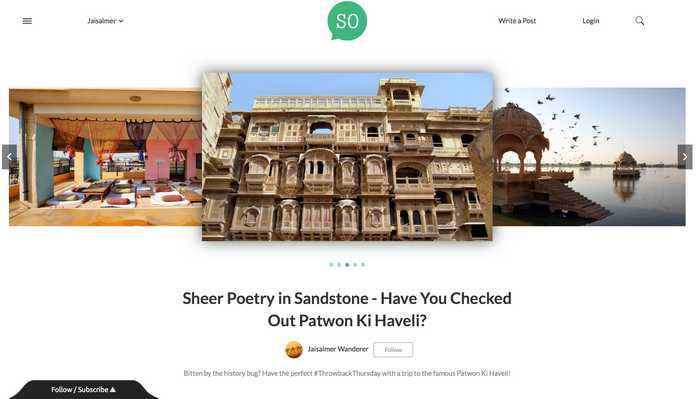 Jaisalmer
SO
Write a Post
Login
Sheer Poetry in Sandstone - Have You Checked
Out Patwon Ki Haveli?
Jaisalmer Wanderer
Follow
Bitten by the history bug? Have the perfect #ThrowbackThursday with a trip to the famous Patwon Ki Haveli!
Follow / Subscribe